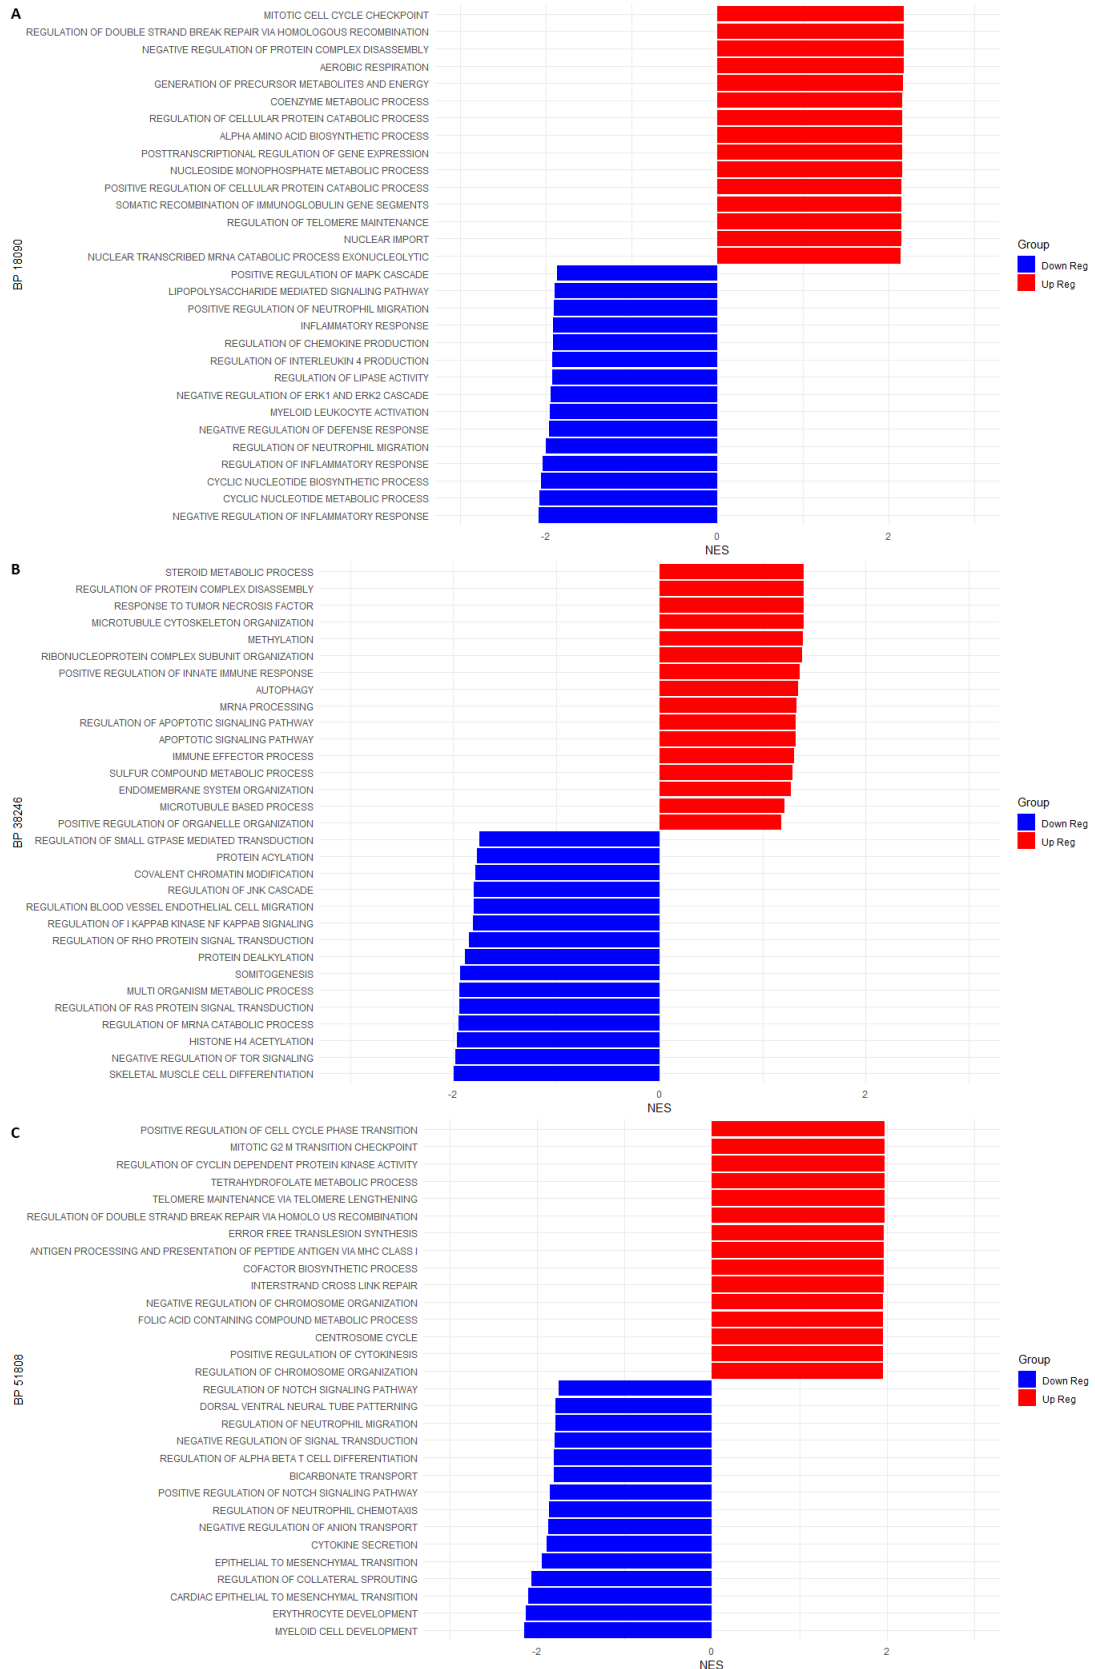 A
MITOTIC CELL CYCLE CHECKPOINT
REGULATION OF DOUBLE STRAND BREAK REPAIR VIA HOMOLOGOUS RECOMBINATION
NEGATIVE REGULATION OF PROTEIN COMPLEX DISASSEMBLY
AEROBIC RESPIRATION
GENERATION OF PRECURSOR METABOLITES AND ENERGY
COENZYME METABOLIC PROCESS
REGULATION OF CELLULAR PROTEIN CATABOLIC PROCESS
ALPHA AMINO ACID BIOSYNTHETIC PROCESS
POSTTRANSCRIPTIONAL REGULATION OF GENE EXPRESSION
NUCLEOSIDE MONOPHOSPHATE METABOLIC PROCESS
POSITIVE REGULATION OF CELLULAR PROTEIN CATABOLIC PROCESS
SOMATIC RECOMBINATION OF IMMUNOGLOBULIN GENE SEGMENTS
REGULATION OF TELOMERE MAINTENANCE
NUCLEAR IMPORT
NUCLEAR TRANSCRIBED MRNA CATABOLIC PROCESS EXONUCLEOLYTIC
POSITIVE REGULATION OF MAPK CASCADE
LIPOPOLYSACCHARIDE MEDIATED SIGNALING PATHWAY
POSITIVE REGULATION OF NEUTROPHIL MIGRATION
INFLAMMATORY RESPONSE
REGULATION OF CHEMOKINE PRODUCTION
REGULATION OF INTERLEUKIN 4 PRODUCTION
REGULATION OF LIPASE ACTIVITY
NEGATIVE REGULATION OF ERK1 AND ERK2 CASCADE
MYELOID LEUKOCYTE ACTIVATION
NEGATIVE REGULATION OF DEFENSE RESPONSE
REGULATION OF NEUTROPHIL MIGRATION
REGULATION OF INFLAMMATORY RESPONSE
CYCLIC NUCLEOTIDE BIOSYNTHETIC PROCESS
CYCLIC NUCLEOTIDE METABOLIC PROCESS
NEGATIVE REGULATION OF INFLAMMATORY RESPONSE
BP 18090
-2 0 2
NES
Group
Down Reg
Up Reg
B
STEROID METABOLIC PROCESS
REGULATION OF PROTEIN COMPLEX DISASSEMBLY
RESPONSE TO TUMOR NECROSIS FACTOR
MICROTUBULE CYTOSKELETON ORGANIZATION
METHYLATION
RIBONUCLEOPROTEIN COMPLEX SUBUNIT ORGANIZATION
POSITIVE REGULATION OF INNATE IMMUNE RESPONSE
AUTOPHAGY
MRNA PROCESSING
REGULATION OF APOPTOTIC SIGNALING PATHWAY
APOPTOTIC SIGNALING PATHWAY
IMMUNE EFFECTOR PROCESS
SULFUR COMPOUND METABOLIC PROCESS
ENDOMEMBRANE SYSTEM ORGANIZATION
MICROTUBULE BASED PROCESS
POSITIVE REGULATION OF ORGANELLE ORGANIZATION
REGULATION OF SMALL GTPASE MEDIATED TRANSDUCTION
PROTEIN ACYLATION
COVALENT CHROMATIN MODIFICATION
REGULATION OF JNK CASCADE
REGULATION BLOOD VESSEL ENDOTHELIAL CELL MIGRATION
REGULATION OF I KAPPAB KINASE NF KAPPAB SIGNALING
REGULATION OF RHO PROTEIN SIGNAL TRANSDUCTION
PROTEIN DEALKYLATION
SOMITOGENESIS
MULTI ORGANISM METABOLIC PROCESS
REGULATION OF RAS PROTEIN SIGNAL TRANSDUCTION
REGULATION OF MRNA CATABOLIC PROCESS
HISTONE H4 ACETYLATION
NEGATIVE REGULATION OF TOR SIGNALING
SKELETAL MUSCLE CELL DIFFERENTIATION
BP 38246
-2 0 2
NES
Group
Down Reg
Up Reg
C
POSITIVE REGULATION OF CELL CYCLE PHASE TRANSITION
MITOTIC G2 M TRANSITION CHECKPOINT
REGULATION OF CYCLIN DEPENDENT PROTEIN KINASE ACTIVITY
TETRAHYDROFOLATE METABOLIC PROCESS
TELOMERE MAINTENANCE VIA TELOMERE LENGTHENING
REGULATION OF DOUBLE STRAND BREAK REPAIR VIA HOMOLO US RECOMBINATION
ERROR FREE TRANSLESION SYNTHESIS
ANTIGEN PROCESSING AND PRESENTATION OF PEPTIDE ANTIGEN VIA MHC CLASS I
COFACTOR BIOSYNTHETIC PROCESS
INTERSTRAND CROSS LINK REPAIR
NEGATIVE REGULATION OF CHROMOSOME ORGANIZATION
FOLIC ACID CONTAINING COMPOUND METABOLIC PROCESS
CENTROSOME CYCLE
POSITIVE REGULATION OF CYTOKINESIS
REGULATION OF CHROMOSOME ORGANIZATION
REGULATION OF NOTCH SIGNALING PATHWAY
DORSAL VENTRAL NEURAL TUBE PATTERNING
REGULATION OF NEUTROPHIL MIGRATION
NEGATIVE REGULATION OF SIGNAL TRANSDUCTION
REGULATION OF ALPHA BETA T CELL DIFFERENTIATION
BICARBONATE TRANSPORT
POSITIVE REGULATION OF NOTCH SIGNALING PATHWAY
REGULATION OF NEUTROPHIL CHEMOTAXIS
NEGATIVE REGULATION OF ANION TRANSPORT
CYTOKINE SECRETION
EPITHELIAL TO MESENCHYMAL TRANSITION
REGULATION OF COLLATERAL SPROUTING
CARDIAC EPITHELIAL TO MESENCHYMAL TRANSITION
ERYTHROCYTE DEVELOPMENT
MYELOID CELL DEVELOPMENT
BP 51808
-2 0 2
NES
Group
Down Reg
Up Reg